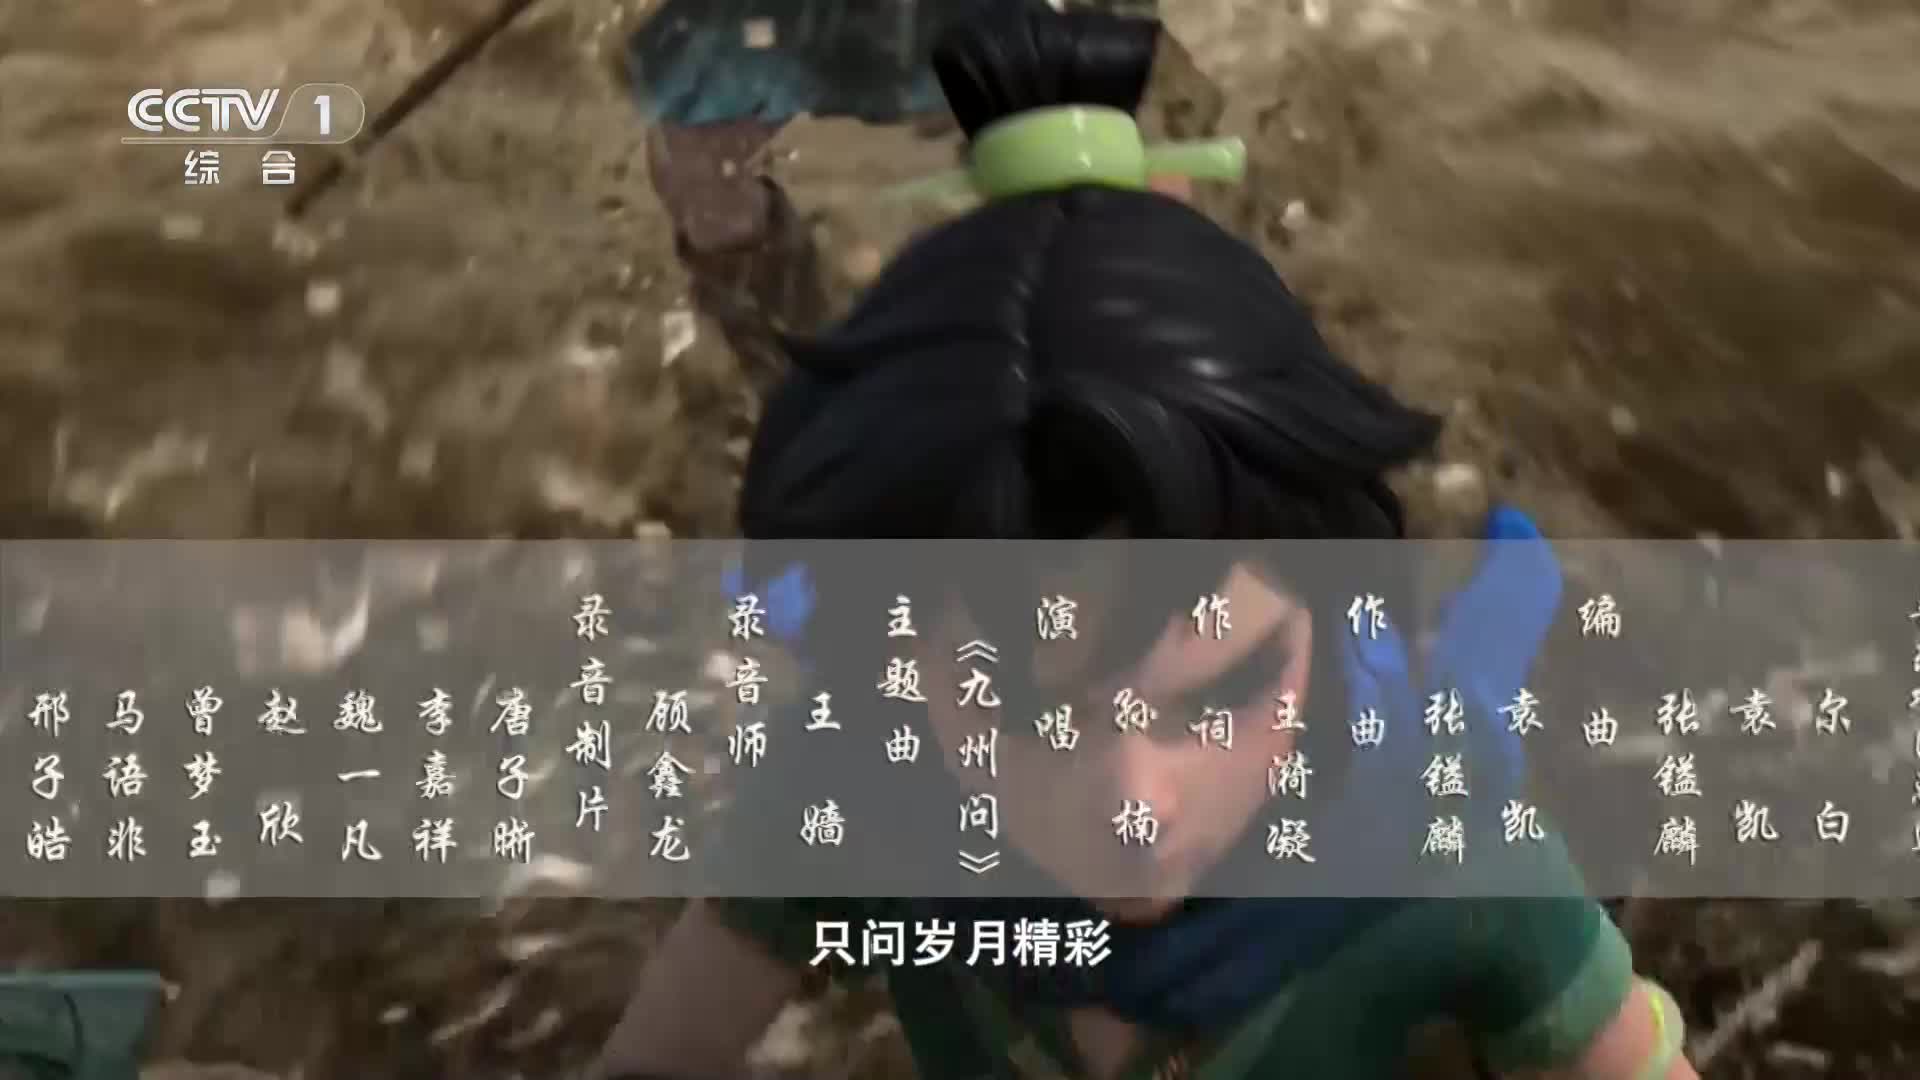 CCTV 1
综合
邢子皓
马语非
曾梦玉
赵欣
魏一凡
李嘉祥
唐子晰
录音制片
顾鑫龙
录音师
王嫱
主题曲
《九州问》
演唱
孙楠
作词
王漪凝
作曲
张镒麟
袁凯
编曲
张镒麟
袁凯
尔白
只问岁月精彩